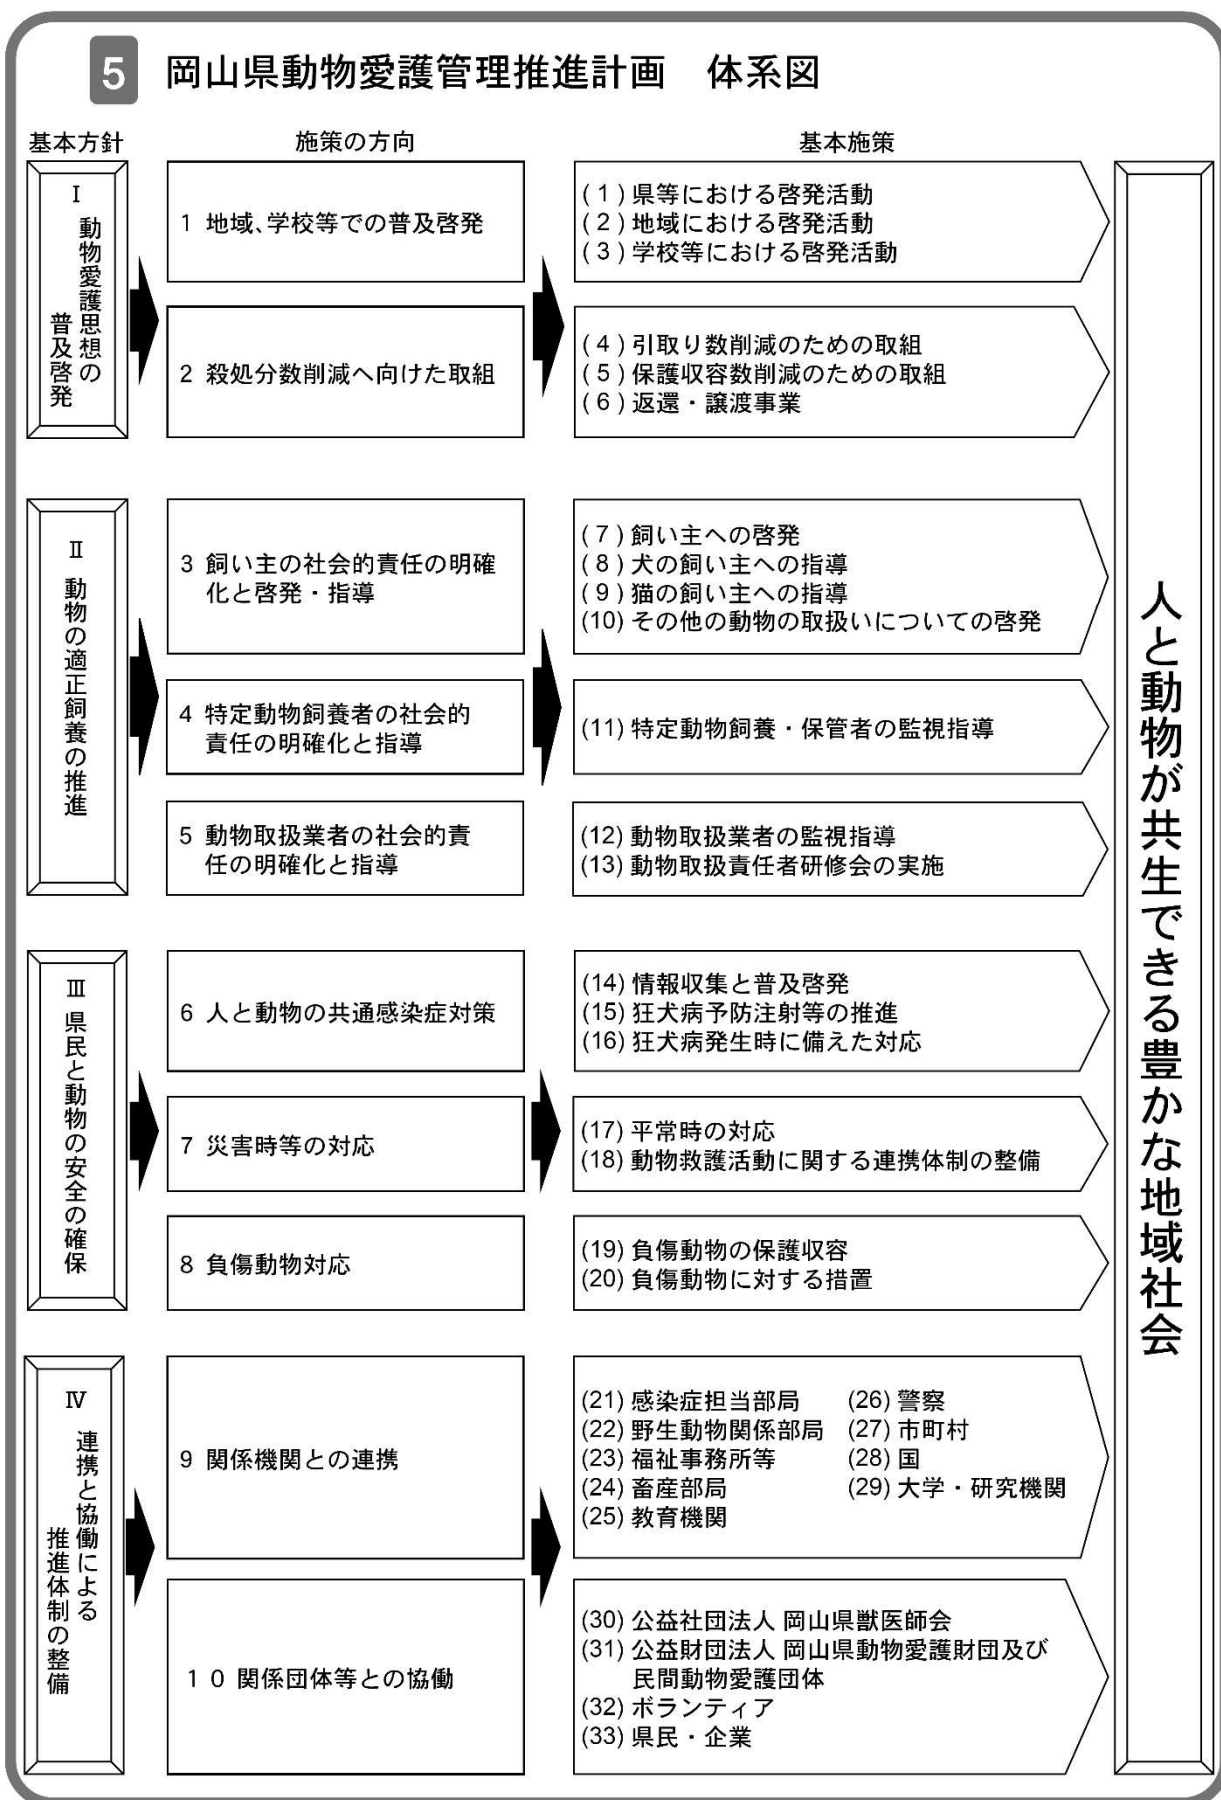 5 岡山県動物愛護管理推進計画 体系図
基本方針
施策の方向
基本施策
Ⅰ
動物愛護思想の
普及啓発
1 地域､学校等での普及啓発
(1)県等における啓発活動
(2)地域における啓発活動
(3)学校等における啓発活動
2 殺処分数削減へ向けた取組
(4)引取り数削減のための取組
(5)保護収容数削減のための取組
(6)返還・譲渡事業
Ⅱ 動物の適正飼養の推進
3 飼い主の社会的責任の明確
化と啓発・指導
(7)飼い主への啓発
(8)犬の飼い主への指導
(9)猫の飼い主への指導
(10)その他の動物の取扱いについての啓発
4 特定動物飼養者の社会的
責任の明確化と指導
(11)特定動物飼養・保管者の監視指導
5 動物取扱業者の社会的責
任の明確化と指導
(12)動物取扱業者の監視指導
(13)動物取扱責任者研修会の実施
Ⅲ 県民と動物の安全の確保
6 人と動物の共通感染症対策
(14)情報収集と普及啓発
(15)狂犬病予防注射等の推進
(16)狂犬病発生時に備えた対応
7 災害時等の対応
(17)平常時の対応
(18)動物救護活動に関する連携体制の整備
8 負傷動物対応
(19)負傷動物の保護収容
(20)負傷動物に対する措置
Ⅳ
連携と協働による
推進体制の整備
9 関係機関との連携
(21)感染症担当部局
(22)野生動物関係部局
(23)福祉事務所等
(24)畜産部局
(25)教育機関
(26)警察
(27)市町村
(28)国
(29)大学・研究機関
10 関係団体等との協働
(30)公益社団法人 岡山県獣医師会
(31)公益財団法人 岡山県動物愛護財団及び
民間動物愛護団体
(32)ボランティア
(33)県民・企業
人と動物が共生できる豊かな地域社会